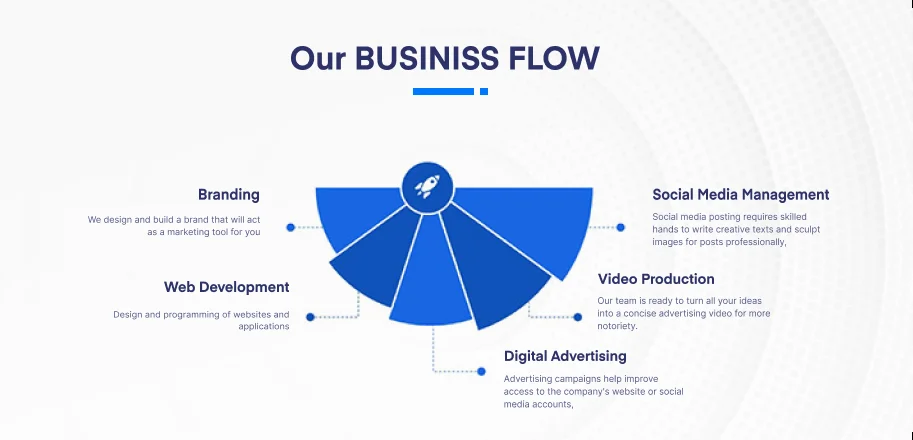 Our BUSINISS FLOW
Branding
We design and build a brand that will act
as a marketing tool for you
Social Media Management
Social media posting requires skilled
hands to write creative texts and sculpt
images for posts professionally,
Web Development
Design and programming of websites and
applications
Video Production
Our team is ready to turn all your ideas
into a concise advertising video for more
notoriety.
Digital Advertising
Advertising campaigns help improve
access to the company's website or social
media accounts,